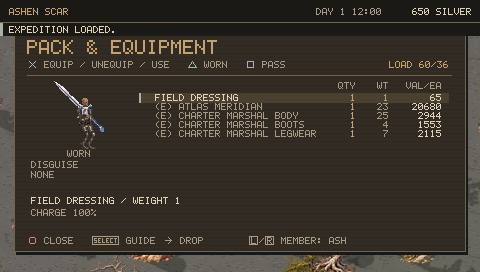 ASHEN SCAR DAY 1 12:00 650 SILVER
EXPEDITION LOADED.
PACK & EQUIPMENT
EQUIP / UNEQUIP / USE WORN PASS LOAD 60/36
QTY WT VAL/EA
FIELD DRESSING 1 1 65
(E) ATLAS MERIDIAN 1 23 20680
(E) CHARTER MARSHAL BODY 1 25 2944
(E) CHARTER MARSHAL BOOTS 1 4 1553
(E) CHARTER MARSHAL LEGWEAR 1 7 2115
WORN
DISGUISE
NONE
FIELD DRESSING / WEIGHT 1
CHARGE 100%
CLOSE SELECT GUIDE → DROP L/R MEMBER: ASH